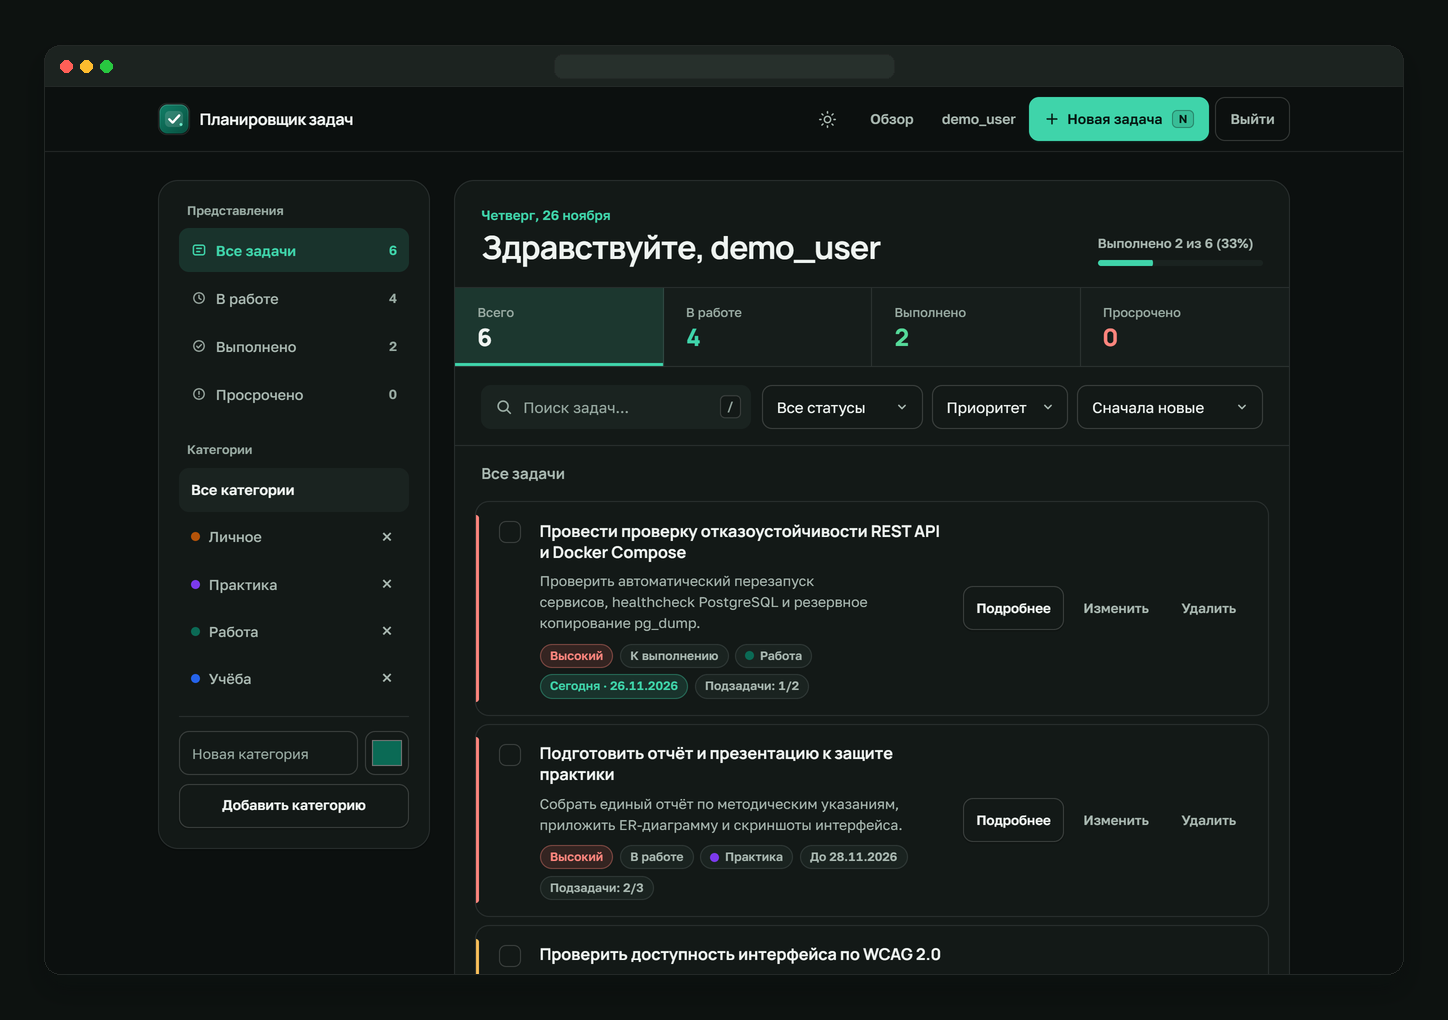 Планировщик задач
Обзор
demo_user
Новая задача N
Выйти
Представления
Все задачи 6
В работе 4
Выполнено 2
Просрочено 0
Категории
Все категории
Личное
Практика
Работа
Учёба
Новая категория
Добавить категорию
Четверг, 26 ноября
Здравствуйте, demo_user
Выполнено 2 из 6 (33%)
Всего
6
В работе
4
Выполнено
2
Просрочено
0
Поиск задач... /
Все статусы
Приоритет
Сначала новые
Все задачи
Провести проверку отказоустойчивости REST API
и Docker Compose
Проверить автоматический перезапуск
сервисов, healthcheck PostgreSQL и резервное
копирование pg_dump.
Высокий К выполнению Работа
Сегодня · 26.11.2026 Подзадачи: 1/2
Подробнее Изменить Удалить
Подготовить отчёт и презентацию к защите
практики
Собрать единый отчёт по методическим указаниям,
приложить ER-диаграмму и скриншоты интерфейса.
Высокий В работе Практика До 28.11.2026
Подзадачи: 2/3
Подробнее Изменить Удалить
Проверить доступность интерфейса по WCAG 2.0